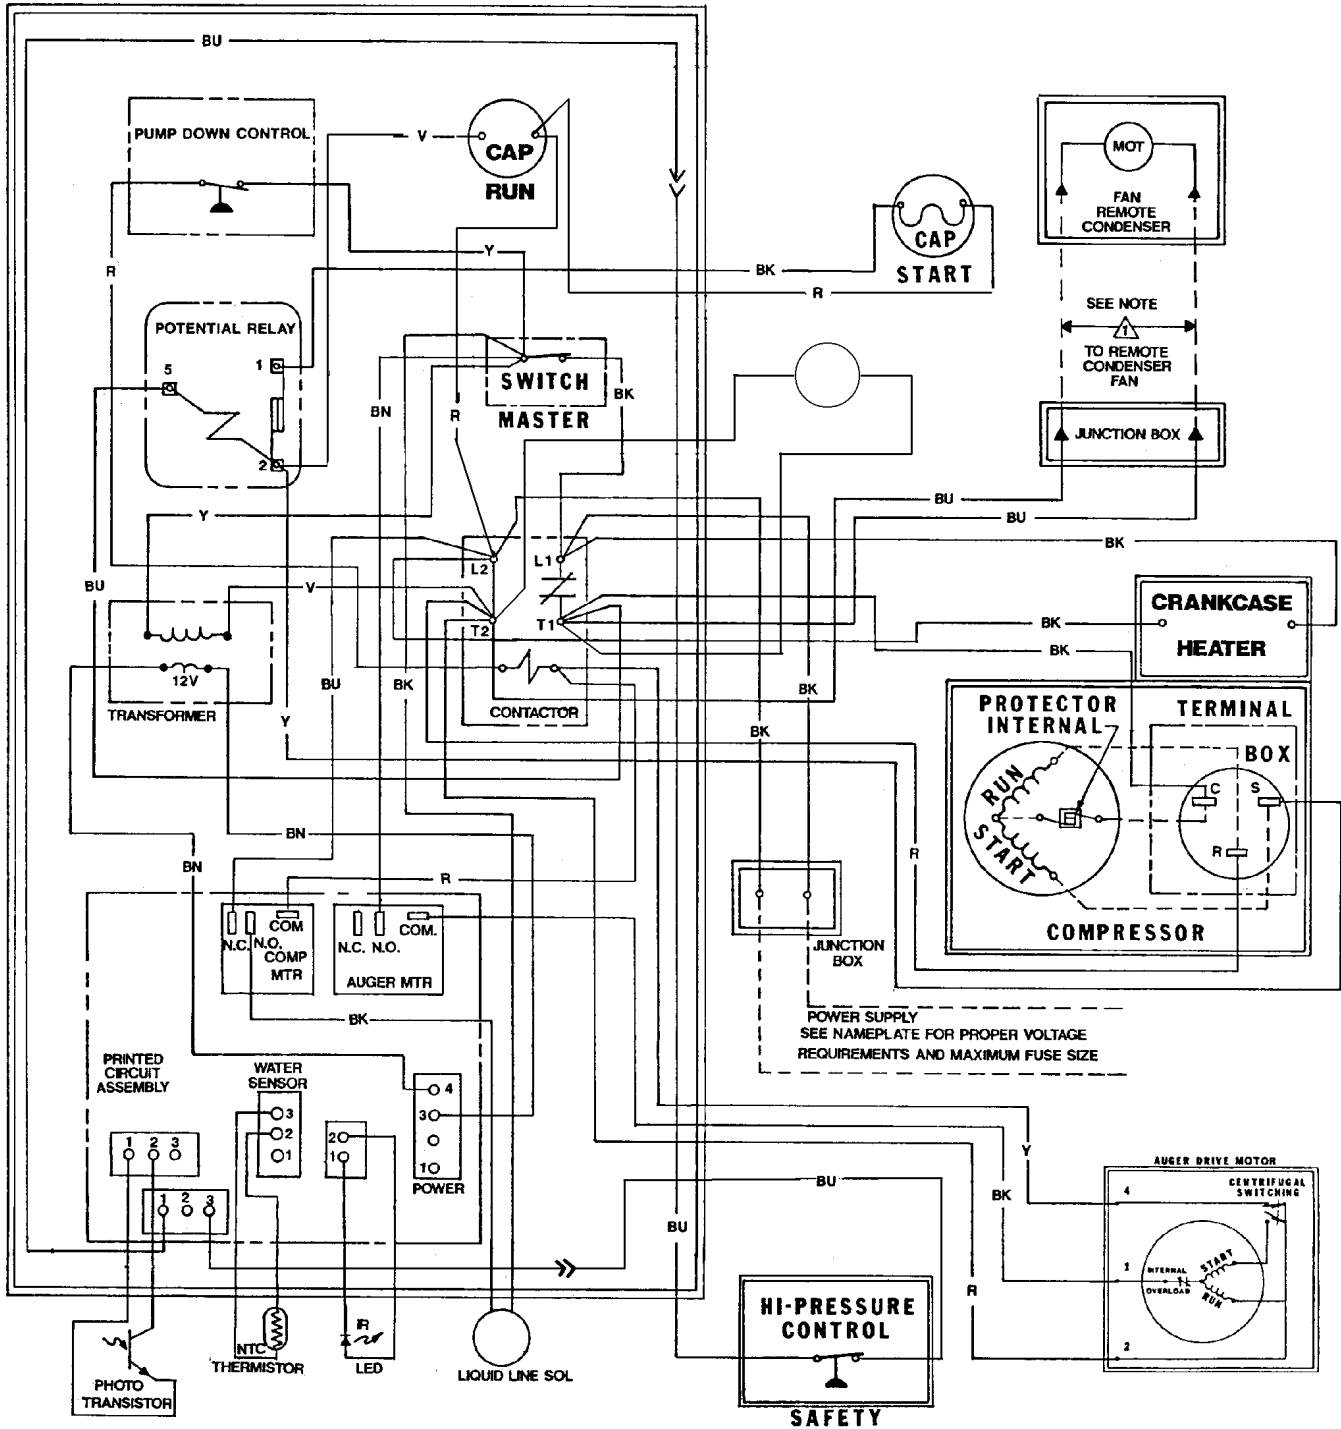 BU
PUMP DOWN CONTROL
V
CAP
RUN
MOT
FAN
REMOTE
CONDENSER
CAP
START
R
Y
BK
R
SEE NOTE
1
TO REMOTE
CONDENSER
FAN
POTENTIAL RELAY
1
5
2
SWITCH
MASTER
BN
R
BK
JUNCTION BOX
BU
BU
Y
BK
L2
L1
BU
V
T2
T1
CRANKCASE
HEATER
BK
BK
12V
TRANSFORMER
BU
BK
CONTACTOR
BK
Y
BK
PROTECTOR
INTERNAL
TERMINAL
BOX
RUN
START
C
S
R
COMPRESSOR
BN
BN
R
R
N.C.
N.O.
COM
COMP
MTR
N.C.
N.O.
COM.
AUGER MTR
JUNCTION
BOX
BK
POWER SUPPLY
SEE NAMEPLATE FOR PROPER VOLTAGE
REQUIREMENTS AND MAXIMUM FUSE SIZE
PRINTED
CIRCUIT
ASSEMBLY
WATER
SENSOR
3
2
1
4
3
1
POWER
2
1
1 2 3
1 2 3
Y
BK
R
BU
BU
AUGER DRIVE MOTOR
CENTRIFUGAL
SWITCHING
4
1
2
INTERNAL
OVERLOAD
START
RUN
HI-PRESSURE
CONTROL
SAFETY
PHOTO
TRANSISTOR
NTC
THERMISTOR
IR
LED
LIQUID LINE SOL